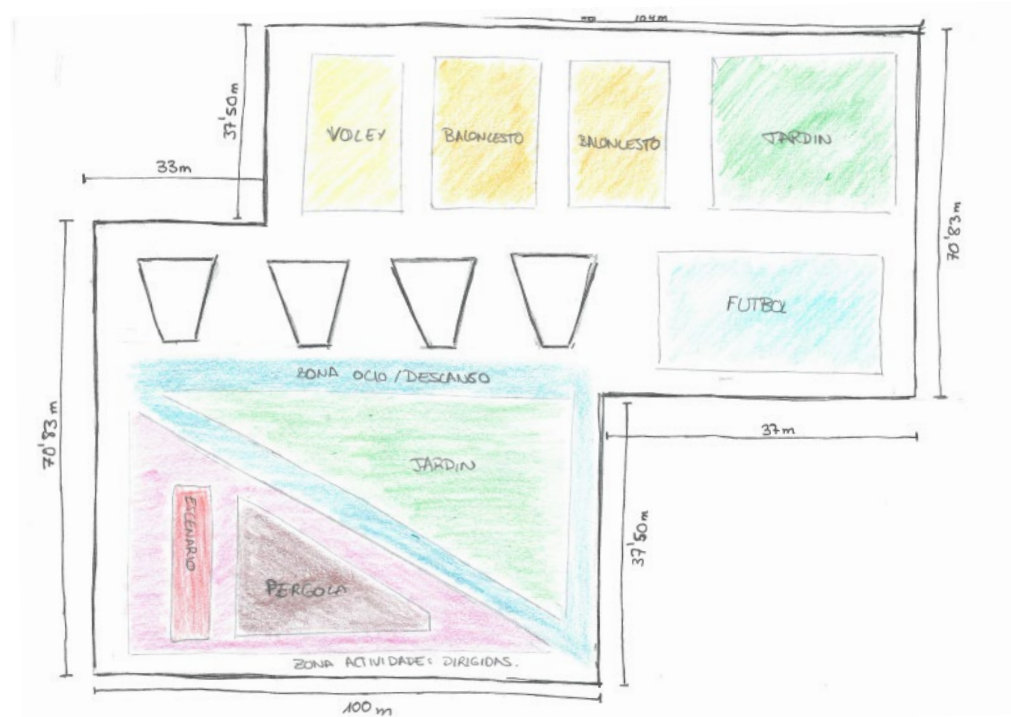 104m
37'50m
VOLEY
BALONCESTO
BALONCESTO
JARDIN
33m
70'83m
FUTBOL
ZONA OCIO/DESCANSO
37m
70'83m
JARDIN
ESCENARIO
37'50m
PERGOLA
ZONA ACTIVIDADES DIRIGIDAS.
100m